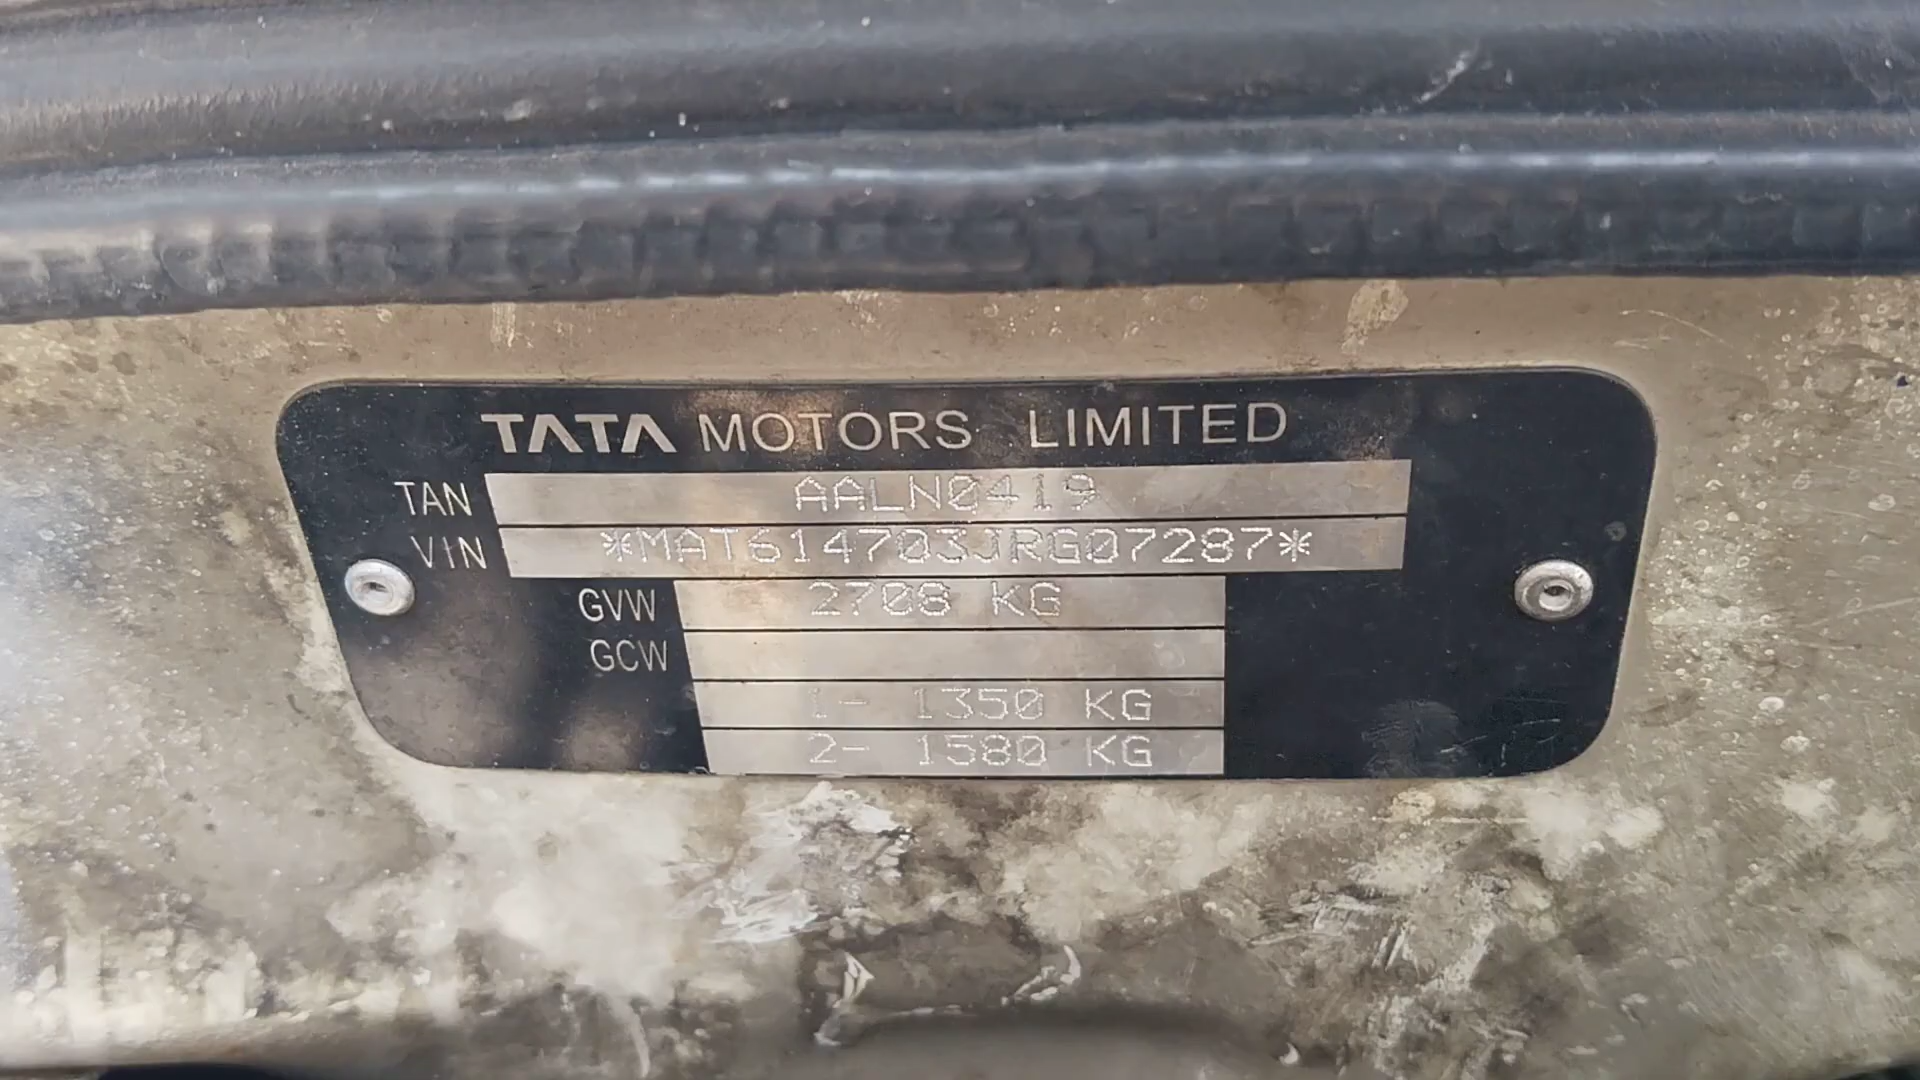 TATA MOTORS LIMITED
TAN AALN0419
VIN *MAT614703JRG07287*
GVW 2708 KG
GCW
1- 1350 KG
2- 1580 KG